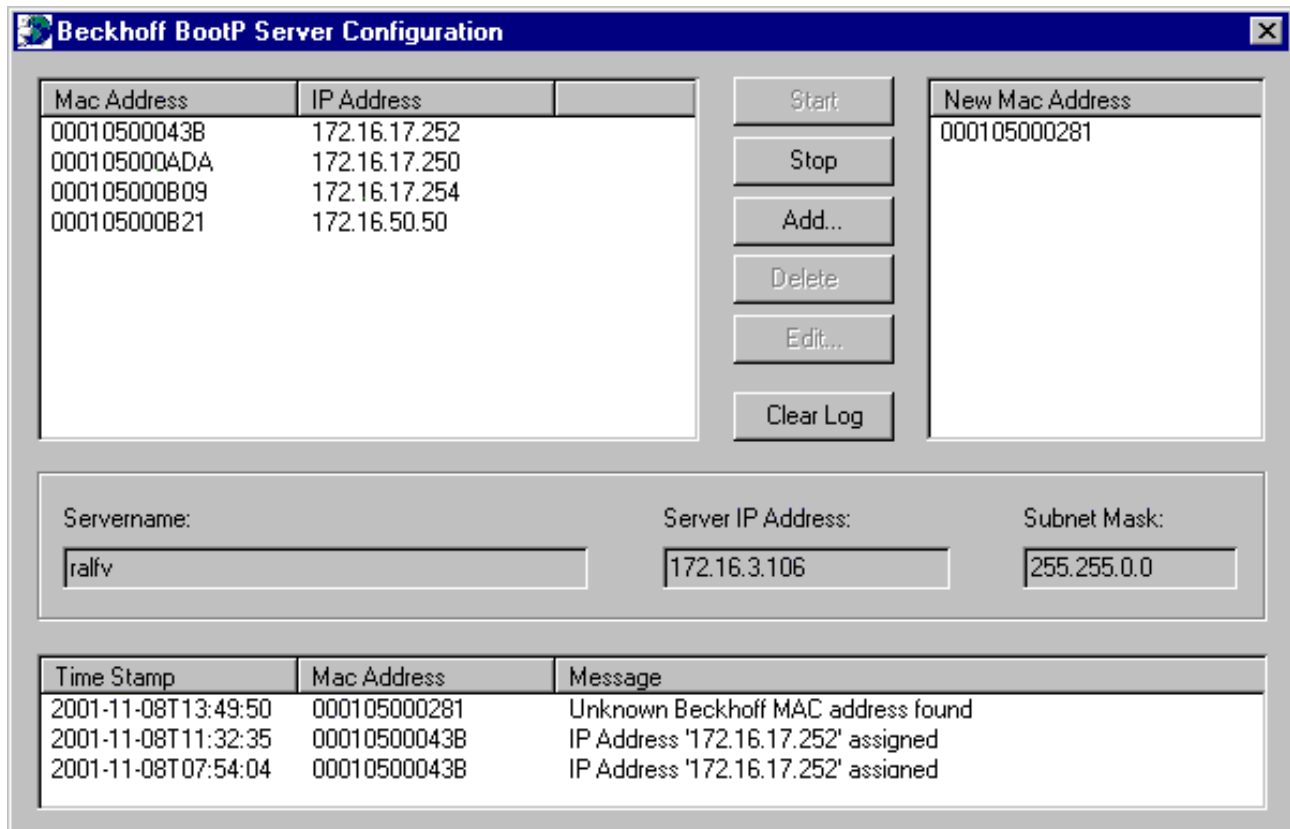 Beckhoff BootP Server Configuration
Mac Address IP Address
00010500043B 172.16.17.252
000105000ADA 172.16.17.250
000105000B09 172.16.17.254
000105000B21 172.16.50.50
Start
Stop
Add...
Delete
Edit...
Clear Log
New Mac Address
000105000281
Servername: Server IP Address: Subnet Mask:
ralfv 172.16.3.106 255.255.0.0
Time Stamp Mac Address Message
2001-11-08T13:49:50 000105000281 Unknown Beckhoff MAC address found
2001-11-08T11:32:35 00010500043B IP Address '172.16.17.252' assigned
2001-11-08T07:54:04 00010500043B IP Address '172.16.17.252' assigned